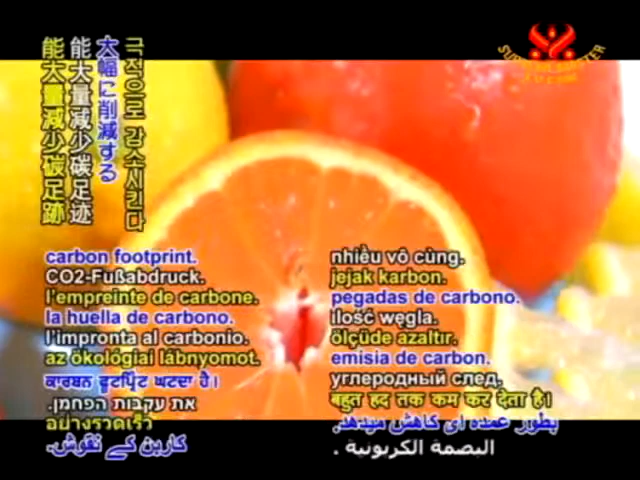 SUPREME MASTER
극적으로 감소시킨다
大幅に削減する
能大量減少碳足迹
能大量減少碳足跡
carbon footprint.
CO2-Fußabdruck.
l'empreinte de carbone.
la huella de carbono.
l'impronta al carbonio.
az ökológiai lábnyomot.
ਕਾਰਬਨ ਫੁਟਪ੍ਰਿੰਟ ਘਟਦਾ ਹੈ।
את עקבות הפחמן.
อย่างรวดเร็ว
کاربن کے نقوش.
nhiều vô cùng.
jejak karbon.
pegadas de carbono.
ilość węgla.
ölçüde azaltır.
emisia de carbon.
углеродный след.
बहुत हद तक कम कर देता है।
بطور عمده ای کاهش میدهد.
البصمة الكربونية .